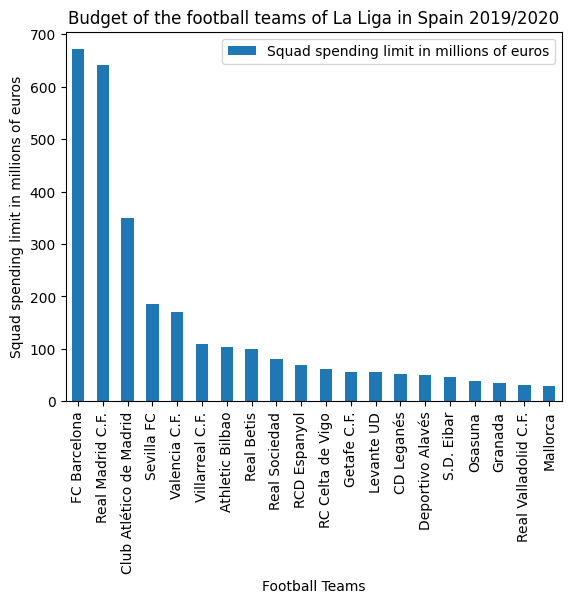 Budget of the football teams of La Liga in Spain 2019/2020
Squad spending limit in millions of euros
Squad spending limit in millions of euros
700
600
500
400
300
200
100
0
FC Barcelona
Real Madrid C.F.
Club Atlético de Madrid
Sevilla FC
Valencia C.F.
Villarreal C.F.
Athletic Bilbao
Real Betis
Real Sociedad
RCD Espanyol
RC Celta de Vigo
Getafe C.F.
Levante UD
CD Leganés
Deportivo Alavés
S.D. Eibar
Osasuna
Granada
Real Valladolid C.F.
Mallorca
Football Teams